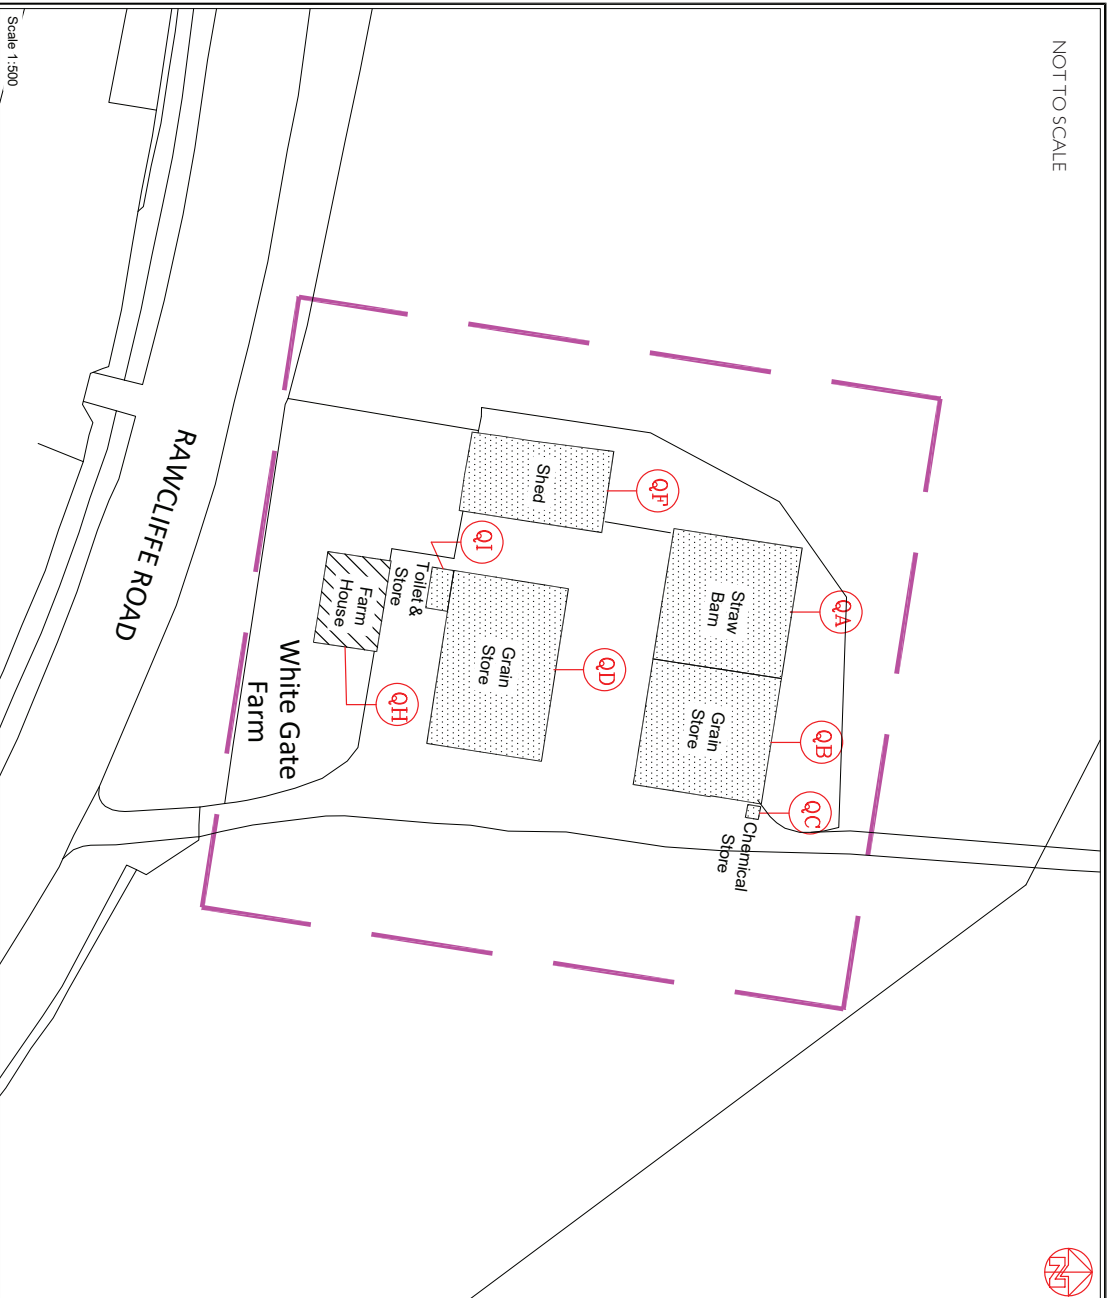 NOT TO SCALE
Scale 1:500
RAWCLIFFE ROAD
White Gate
Farm
Farm
House
Toilet &
Store
Shed
Grain
Store
Straw
Barn
Grain
Store
Chemical
Store
QA
QB
QC
QD
QF
QI
QH
N